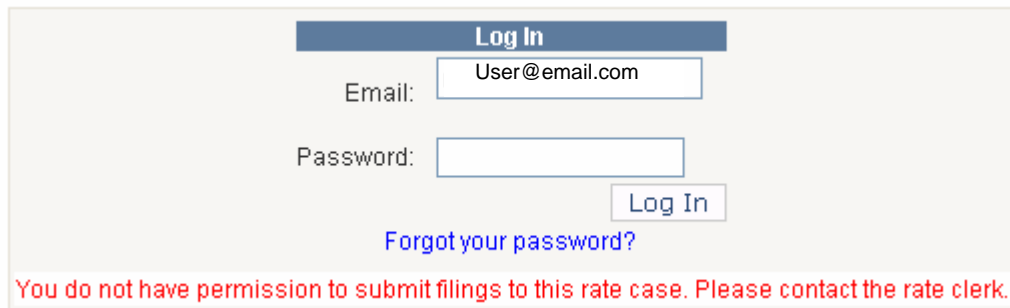 Log In
Email: User@email.com
Password:
Log In
Forgot your password?
You do not have permission to submit filings to this rate case. Please contact the rate clerk.